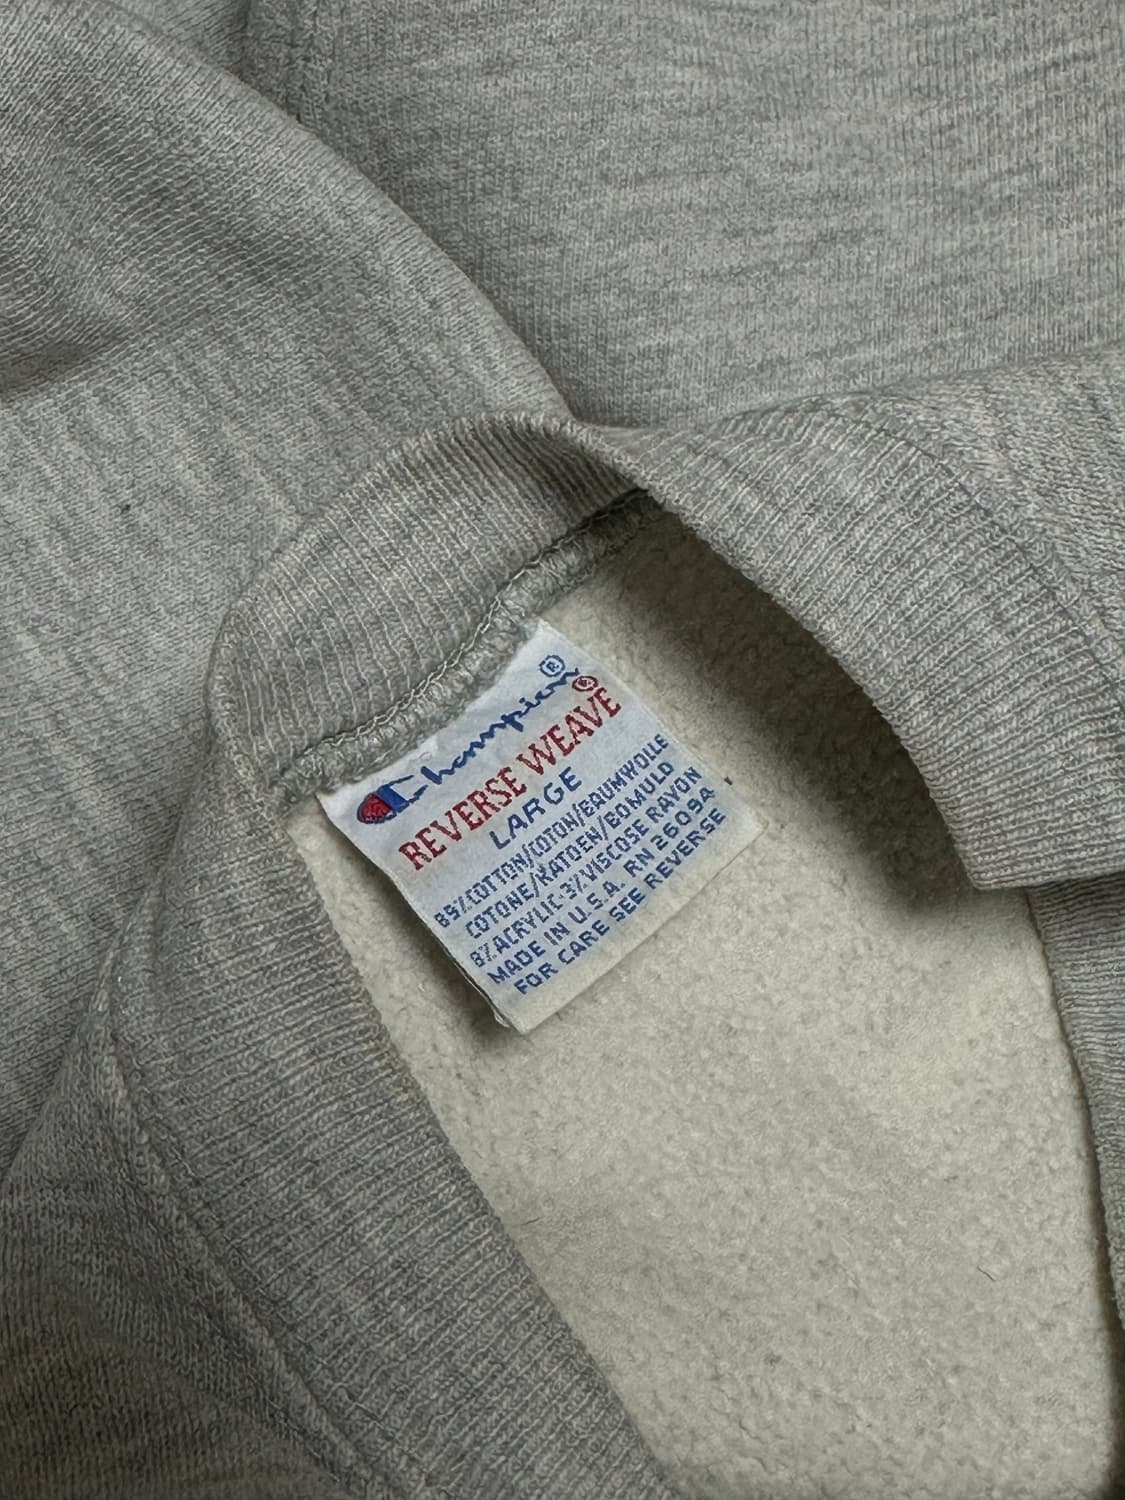 Champion®
REVERSE WEAVE®
LARGE
89% COTTON/COTON/BAUMWOLLE
COTONE/KATOEN/BOMULD
8% ACRYLIC 3% VISCOSE RAYON
MADE IN U.S.A. RN 26094
FOR CARE SEE REVERSE